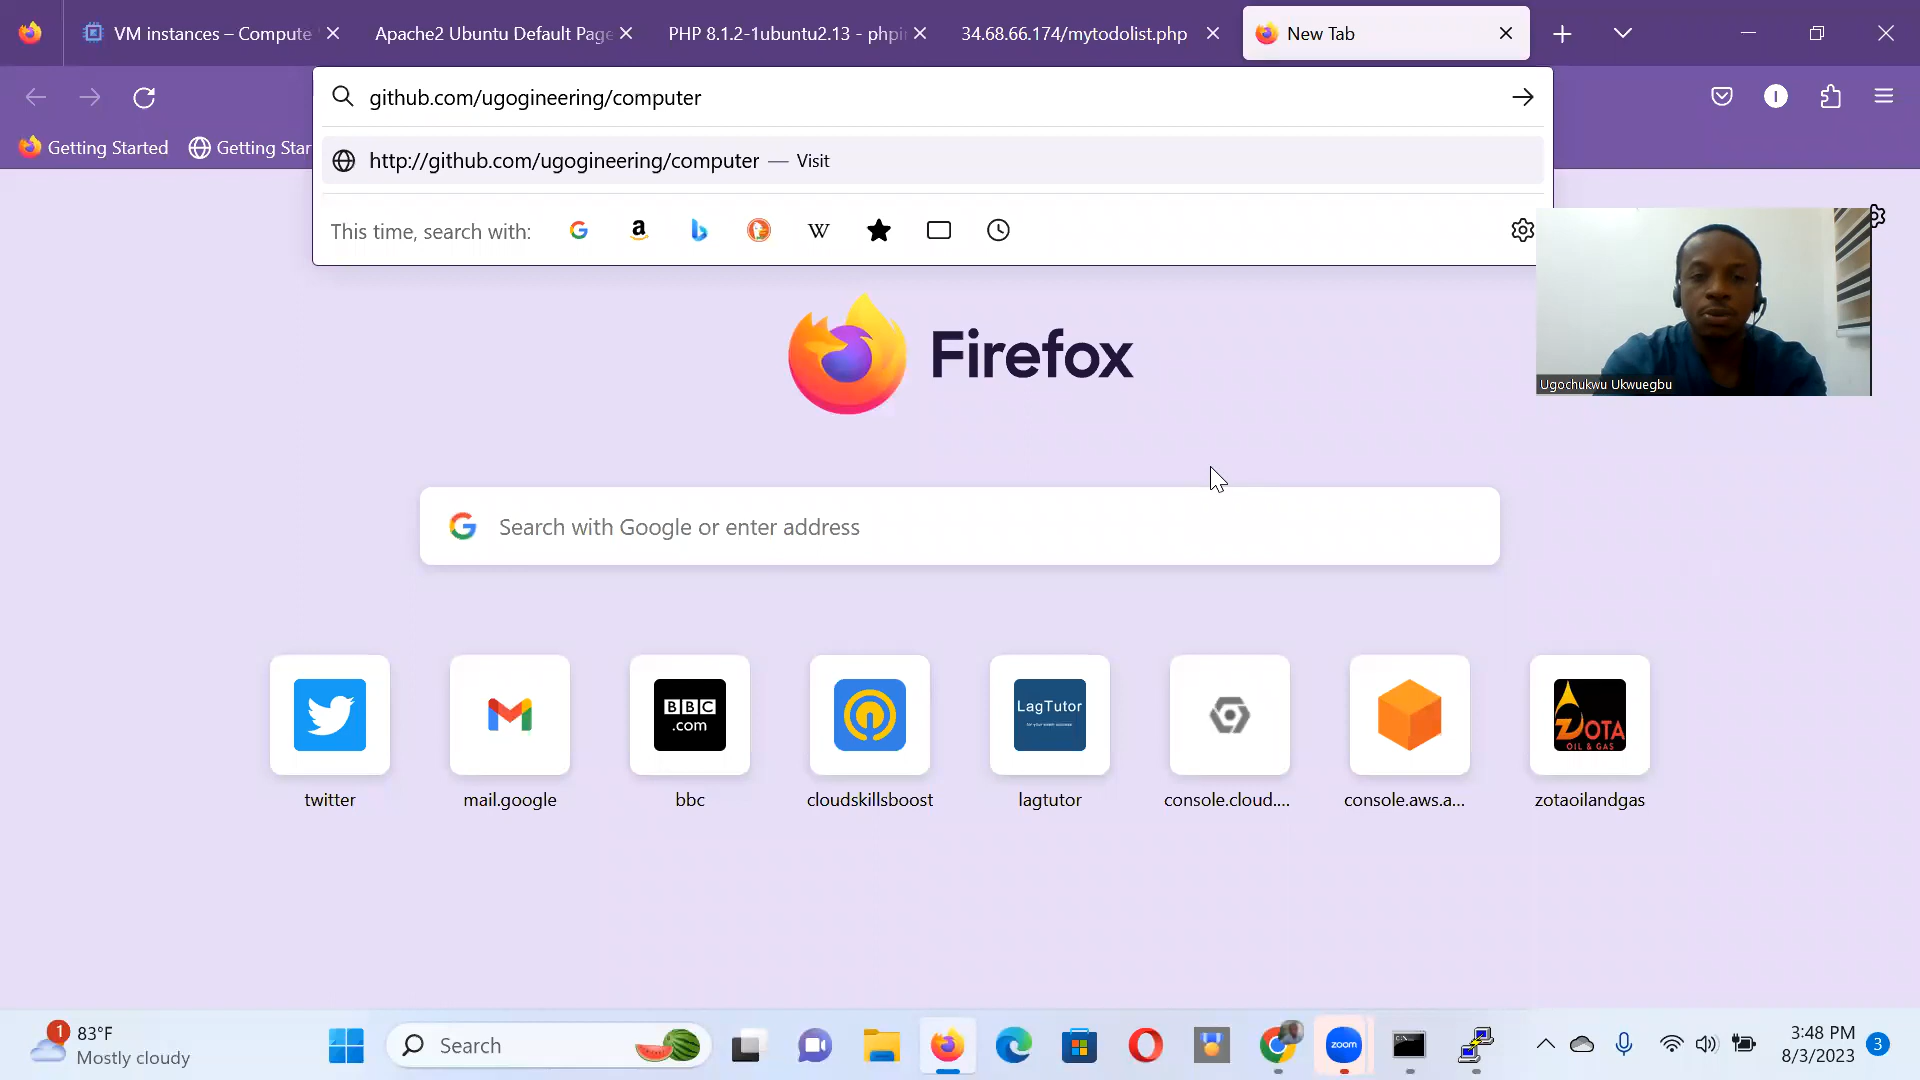 VM instances – Compute
Apache2 Ubuntu Default Page
PHP 8.1.2-1ubuntu2.13 - phpi
34.68.66.174/mytodolist.php
New Tab
github.com/ugogineering/computer
I
Getting Started
Getting Star
http://github.com/ugogineering/computer — Visit
This time, search with:
Ugochukwu Ukwuegbu
Firefox
Search with Google or enter address
BBC
.com
LagTutor
ZOTA
OIL & GAS
twitter
mail.google
bbc
cloudskillsboost
lagtutor
console.cloud....
console.aws.a...
zotaoilandgas
1
83°F
Mostly cloudy
Search
zoom
3:48 PM
8/3/2023
3